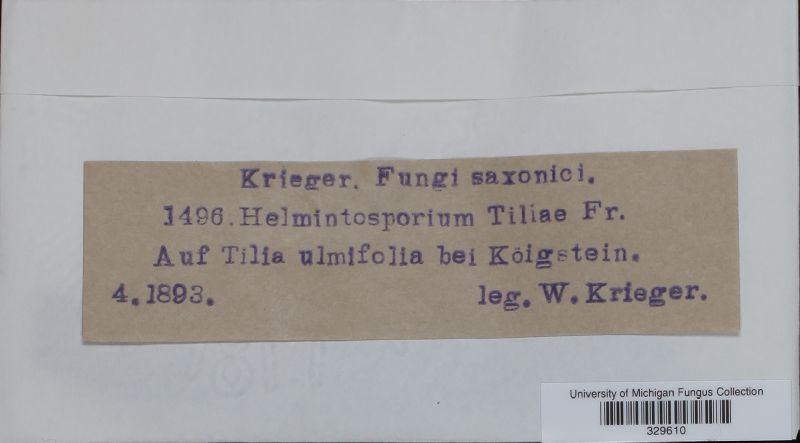 Krieger. Fungi saxonici.
1496. Helmintosporium Tiliae Fr.
Auf Tilia ulmifolia bei Köigstein.
4. 1893. leg. W. Krieger.
University of Michigan Fungus Collection
329610